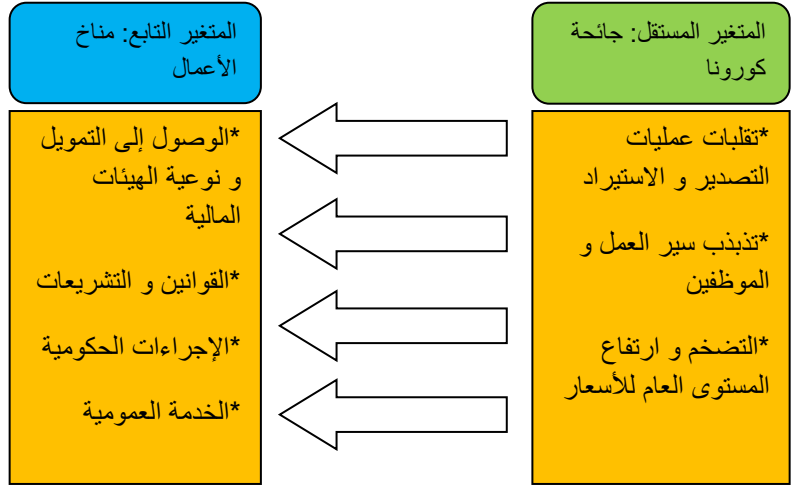 المتغير المستقل: جائحة
كورونا
*تقلبات عمليات
التصدير و الاستيراد
*تذبذب سير العمل و
الموظفين
*التضخم و ارتفاع
المستوى العام للأسعار
المتغير التابع: مناخ
الأعمال
*الوصول إلى التمويل
و نوعية الهيئات
المالية
*القوانين و التشريعات
*الإجراءات الحكومية
*الخدمة العمومية